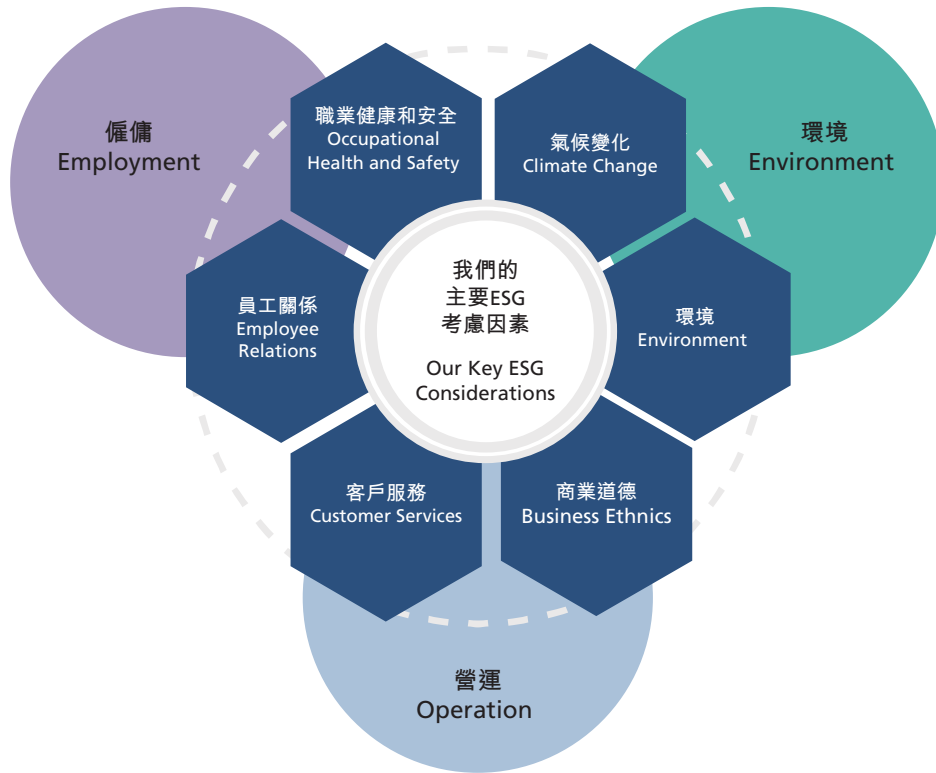 僱傭
Employment
職業健康和安全
Occupational
Health and Safety
氣候變化
Climate Change
環境
Environment
員工關係
Employee
Relations
我們的
主要ESG
考慮因素
Our Key ESG
Considerations
環境
Environment
客戶服務
Customer Services
商業道德
Business Ethnics
營運
Operation